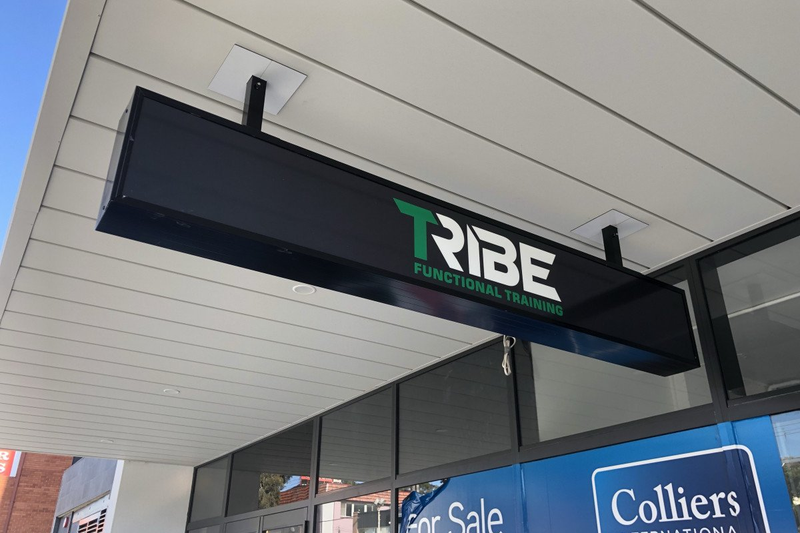 TRIBE
FUNCTIONAL TRAINING
For Sale
Colliers